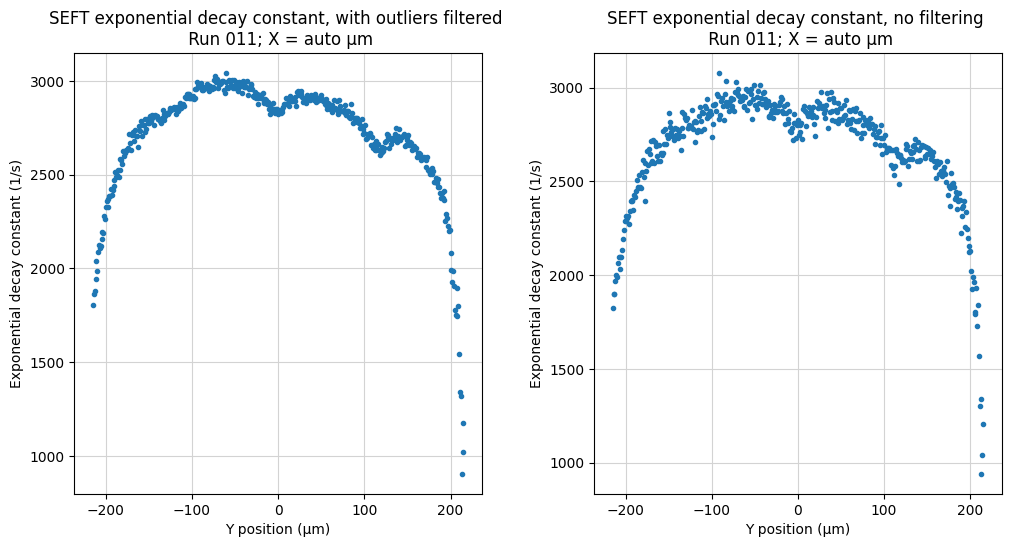 SEFT exponential decay constant, with outliers filtered
Run 011; X = auto µm
Exponential decay constant (1/s)
3000
2500
2000
1500
1000
−200
−100
0
100
200
Y position (µm)
SEFT exponential decay constant, no filtering
Run 011; X = auto µm
Exponential decay constant (1/s)
3000
2500
2000
1500
1000
−200
−100
0
100
200
Y position (µm)